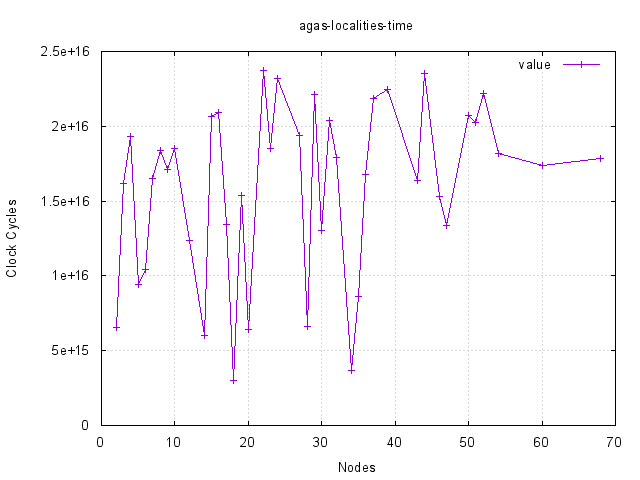 agas-localities-time
value
Clock Cycles
2.5e+16
2e+16
1.5e+16
1e+16
5e+15
0
0 10 20 30 40 50 60 70
Nodes